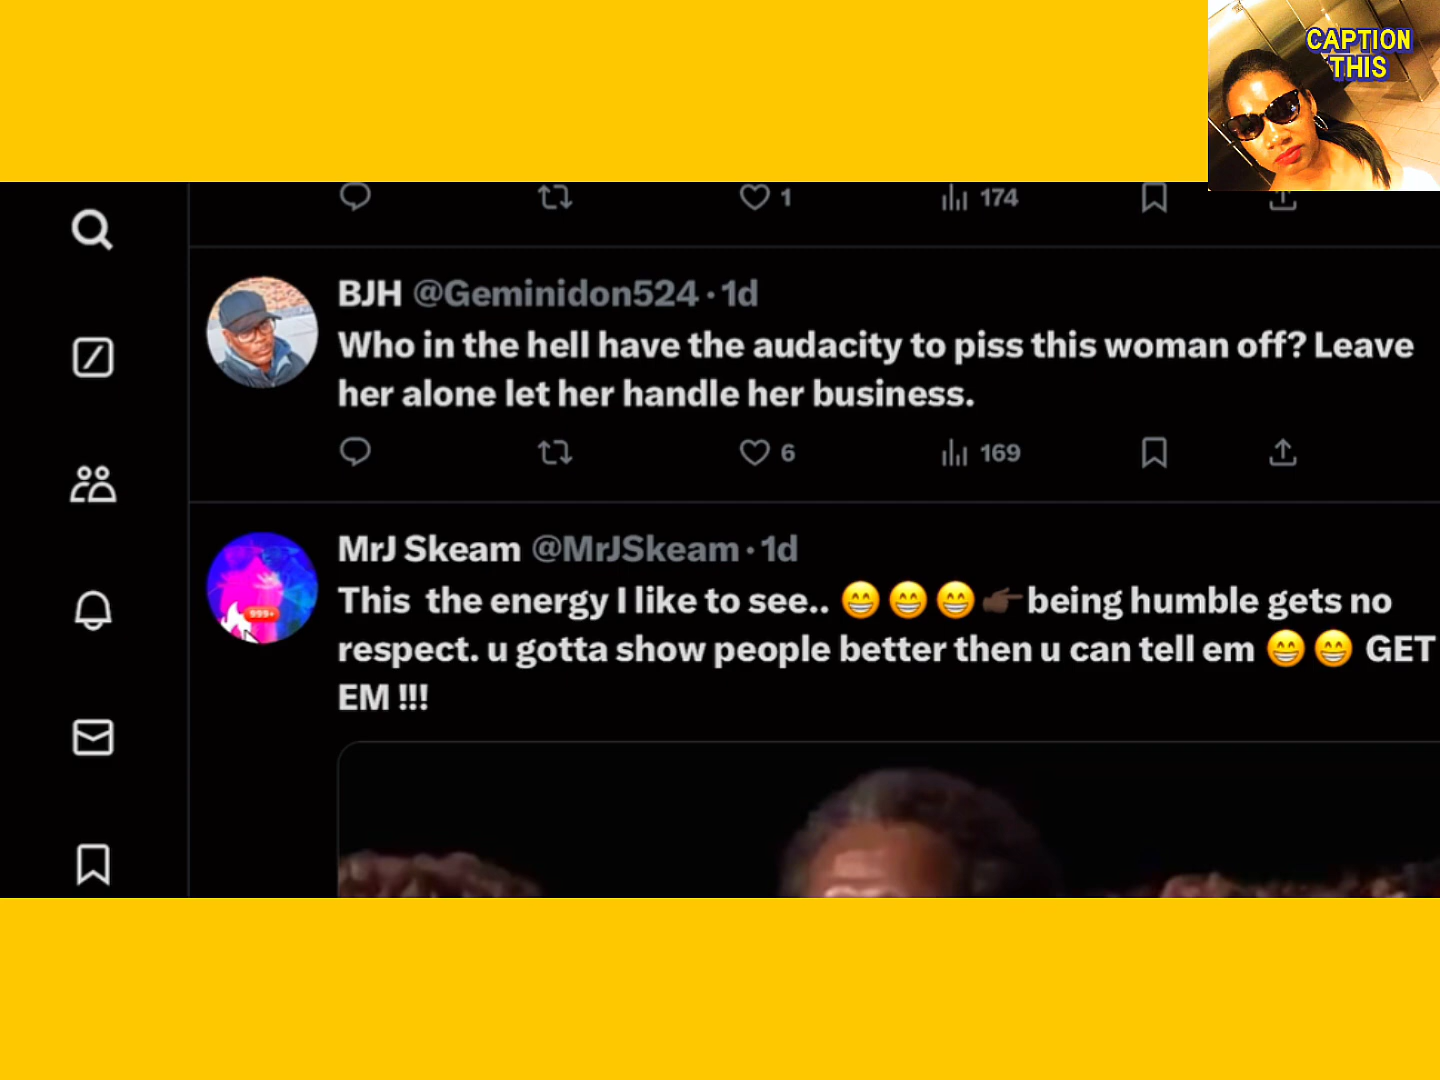 CAPTION
THIS
1
174
BJH @Geminidon524 · 1d
Who in the hell have the audacity to piss this woman off? Leave
her alone let her handle her business.
6
169
MrJ Skeam @MrJSkeam · 1d
This the energy I like to see.. 😁😁😁👉🏾being humble gets no
respect. u gotta show people better then u can tell em 😁😁 GET
EM !!!
999+